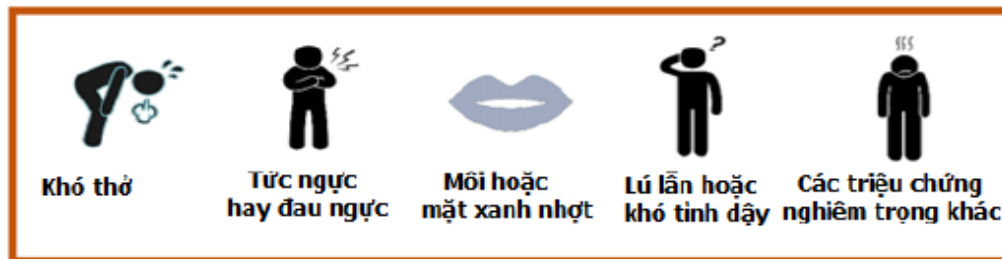 Khó thở
Tức ngực
hay đau ngực
Môi hoặc
mặt xanh nhợt
Lú lẫn hoặc
khó tỉnh dậy
Các triệu chứng
nghiêm trọng khác